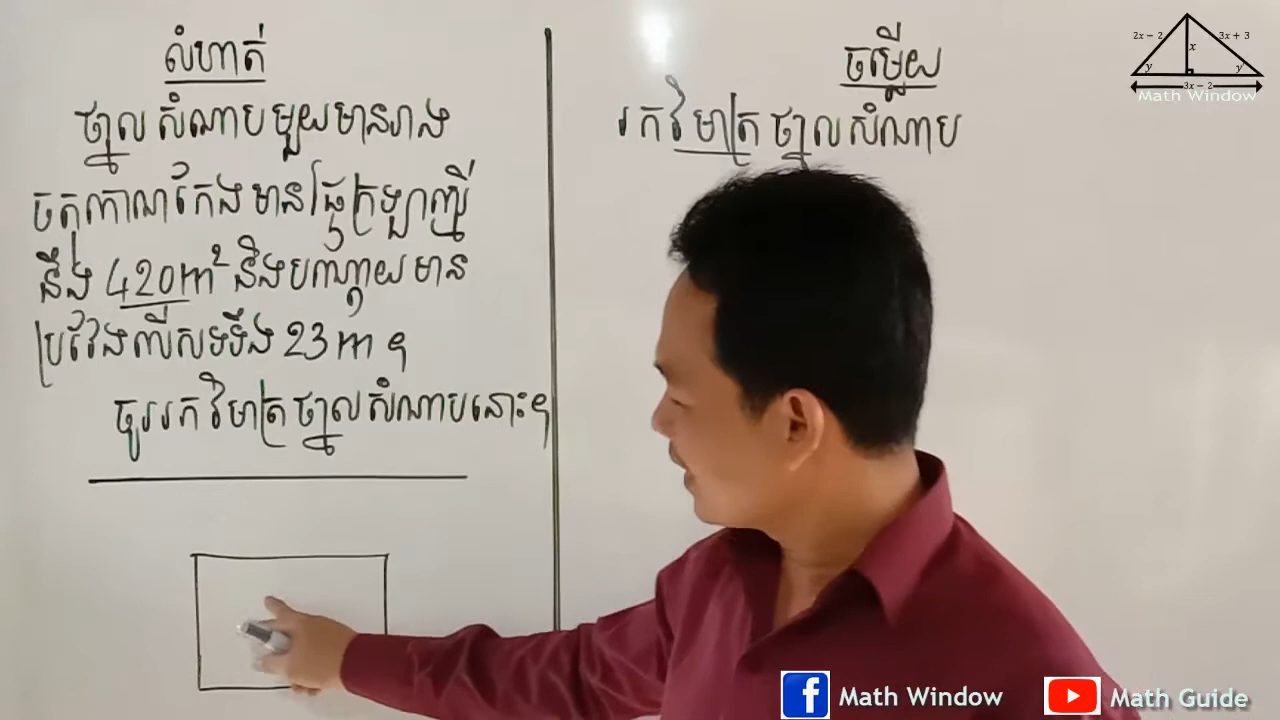 លំហាត់
ថ្នាលសំណាបមួយមានរាង
ចតុកោណកែង មានផ្ទៃក្រឡាស្មើ
នឹង 420m² និងបណ្តោយមាន
ប្រវែងលើសទទឹង 23 m ។
ចូររកវិមាត្រថ្នាលសំណាបនោះ។
ចម្លើយ
រកវិមាត្រថ្នាលសំណាប
2x − 2
3x + 3
x
y
y
3x − 2
Math Window
Math Window
Math Guide